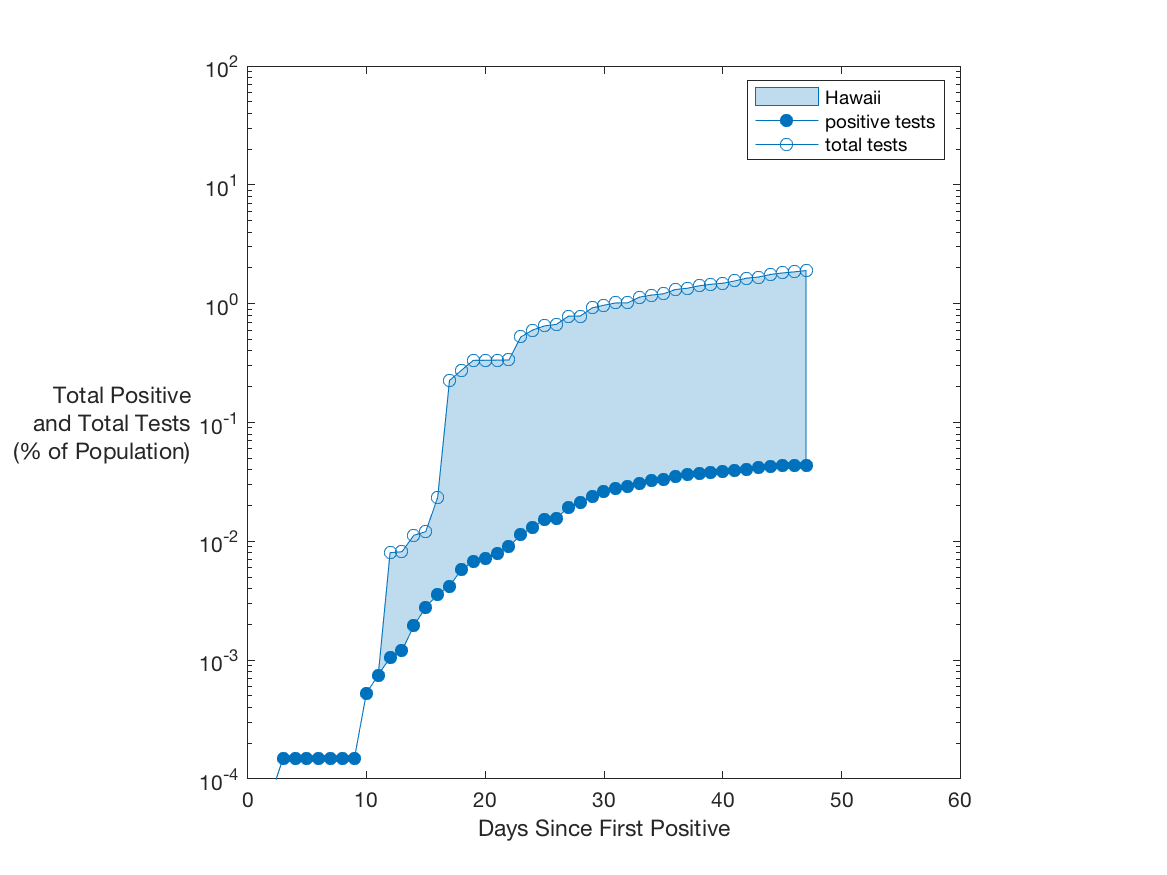 10^2
10^1
10^0
10^-1
10^-2
10^-3
10^-4
Total Positive
and Total Tests
(% of Population)
Hawaii
positive tests
total tests
0 10 20 30 40 50 60
Days Since First Positive